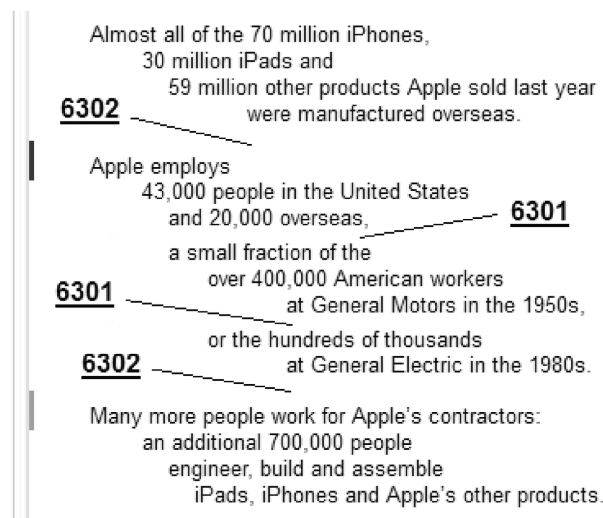 Almost all of the 70 million iPhones,
30 million iPads and
59 million other products Apple sold last year
6302
were manufactured overseas.
Apple employs
43,000 people in the United States
and 20,000 overseas,
6301
a small fraction of the
over 400,000 American workers
6301
at General Motors in the 1950s,
or the hundreds of thousands
6302
at General Electric in the 1980s.
Many more people work for Apple’s contractors:
an additional 700,000 people
engineer, build and assemble
iPads, iPhones and Apple’s other products.